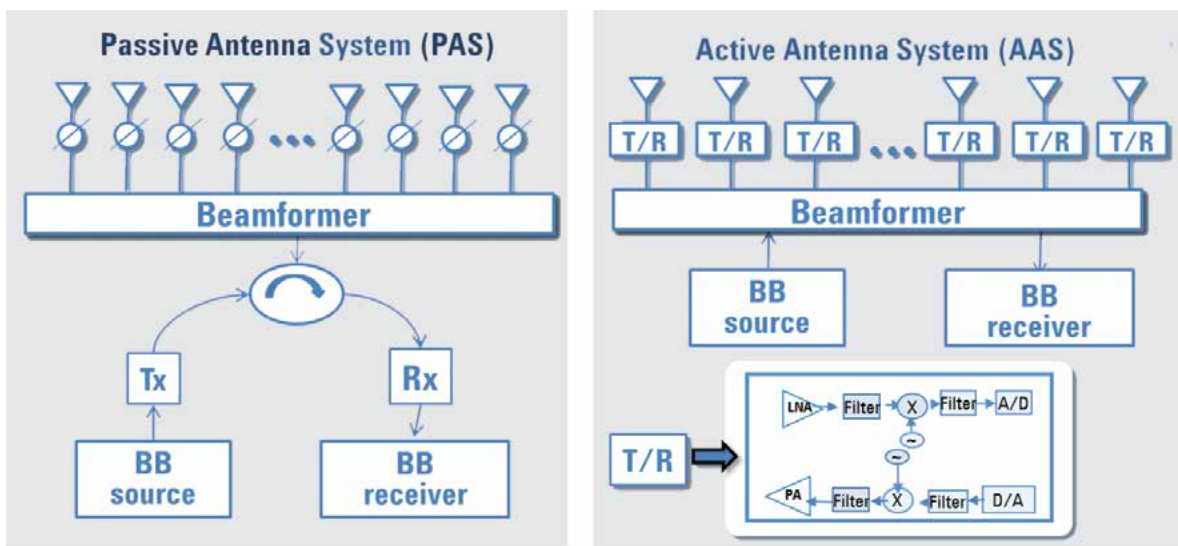 Passive Antenna System (PAS)
Beamformer
Tx
Rx
BB
source
BB
receiver
Active Antenna System (AAS)
T/R T/R T/R T/R T/R T/R
Beamformer
BB
source
BB
receiver
T/R
LNA Filter X Filter A/D
~
~
PA Filter X Filter D/A